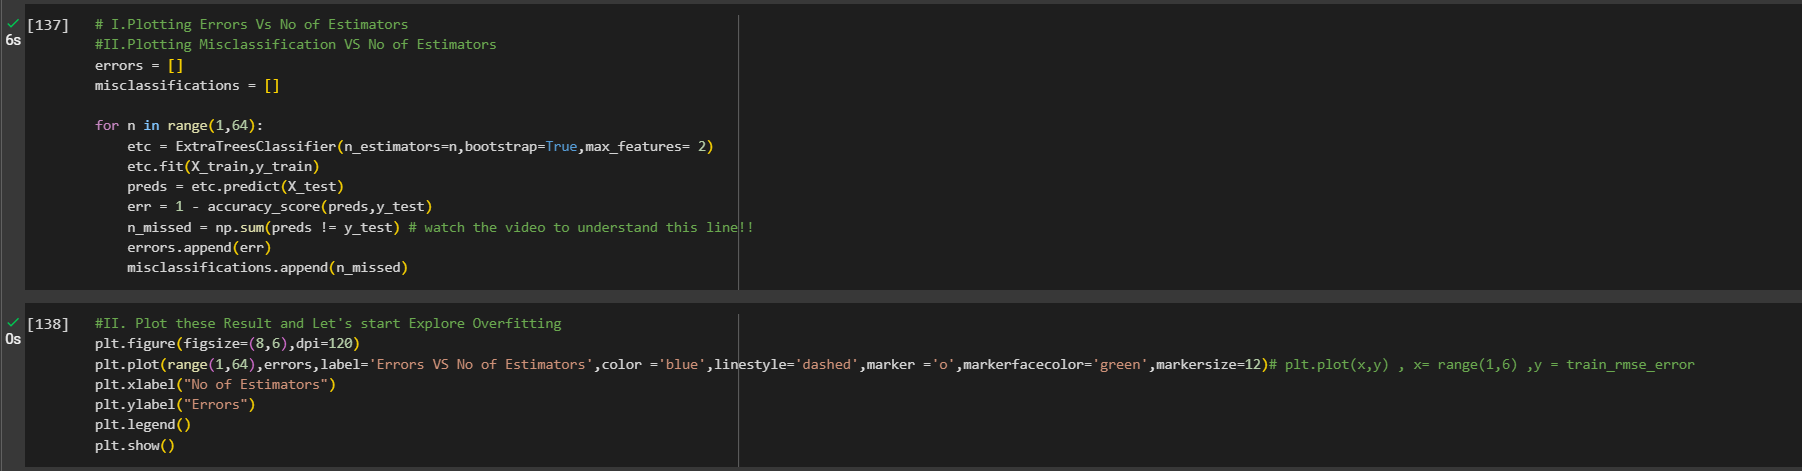 [137] # I.Plotting Errors Vs No of Estimators
6s #II.Plotting Misclassification VS No of Estimators
errors = []
misclassifications = []
for n in range(1,64):
    etc = ExtraTreesClassifier(n_estimators=n,bootstrap=True,max_features= 2)
    etc.fit(X_train,y_train)
    preds = etc.predict(X_test)
    err = 1 - accuracy_score(preds,y_test)
    n_missed = np.sum(preds != y_test) # watch the video to understand this line!!
    errors.append(err)
    misclassifications.append(n_missed)
[138] #II. Plot these Result and Let's start Explore Overfitting
0s plt.figure(figsize=(8,6),dpi=120)
plt.plot(range(1,64),errors,label='Errors VS No of Estimators',color ='blue',linestyle='dashed',marker ='o',markerfacecolor='green',markersize=12)# plt.plot(x,y) , x= range(1,6) ,y = train_rmse_error
plt.xlabel("No of Estimators")
plt.ylabel("Errors")
plt.legend()
plt.show()